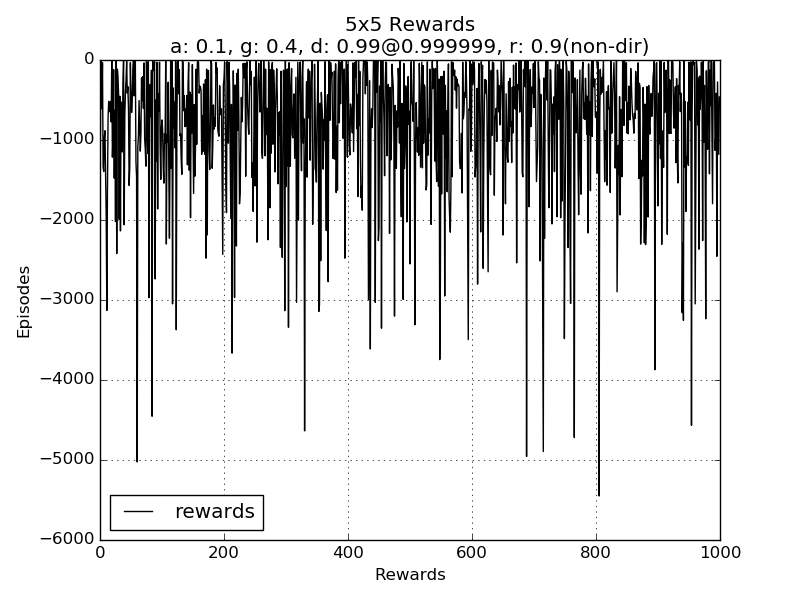 5x5 Rewards
a: 0.1, g: 0.4, d: 0.99@0.999999, r: 0.9(non-dir)
0
−1000
−2000
−3000
−4000
−5000
−6000
Episodes
rewards
0 200 400 600 800 1000
Rewards